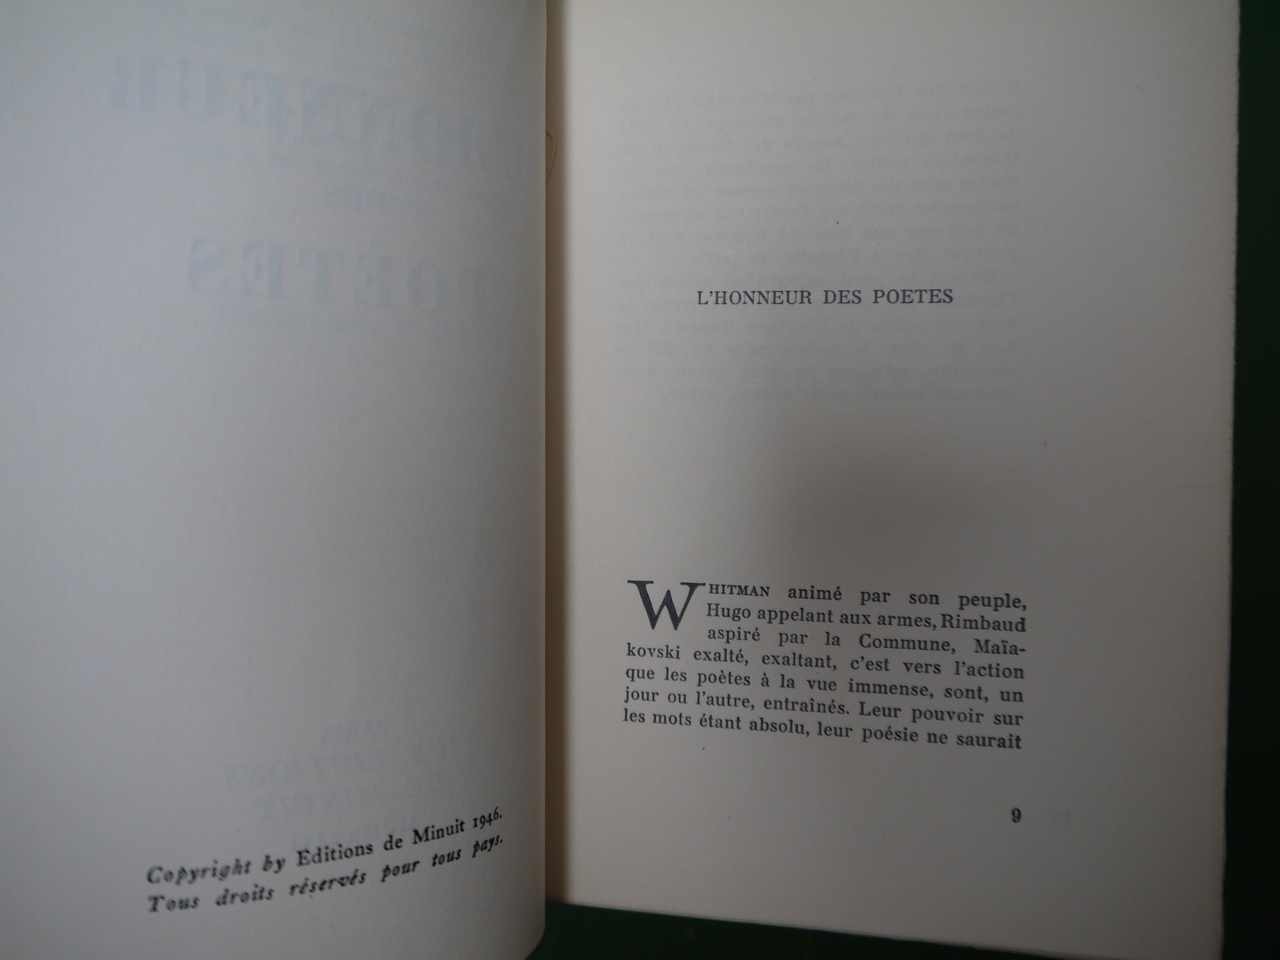 Copyright by Editions de Minuit 1946.
Tous droits réservés pour tous pays.
L'HONNEUR DES POETES
WHITMAN animé par son peuple,
Hugo appelant aux armes, Rimbaud
aspiré par la Commune, Maïa-
kovski exalté, exaltant, c'est vers l'action
que les poètes à la vue immense, sont, un
jour ou l'autre, entraînés. Leur pouvoir sur
les mots étant absolu, leur poésie ne saurait
9